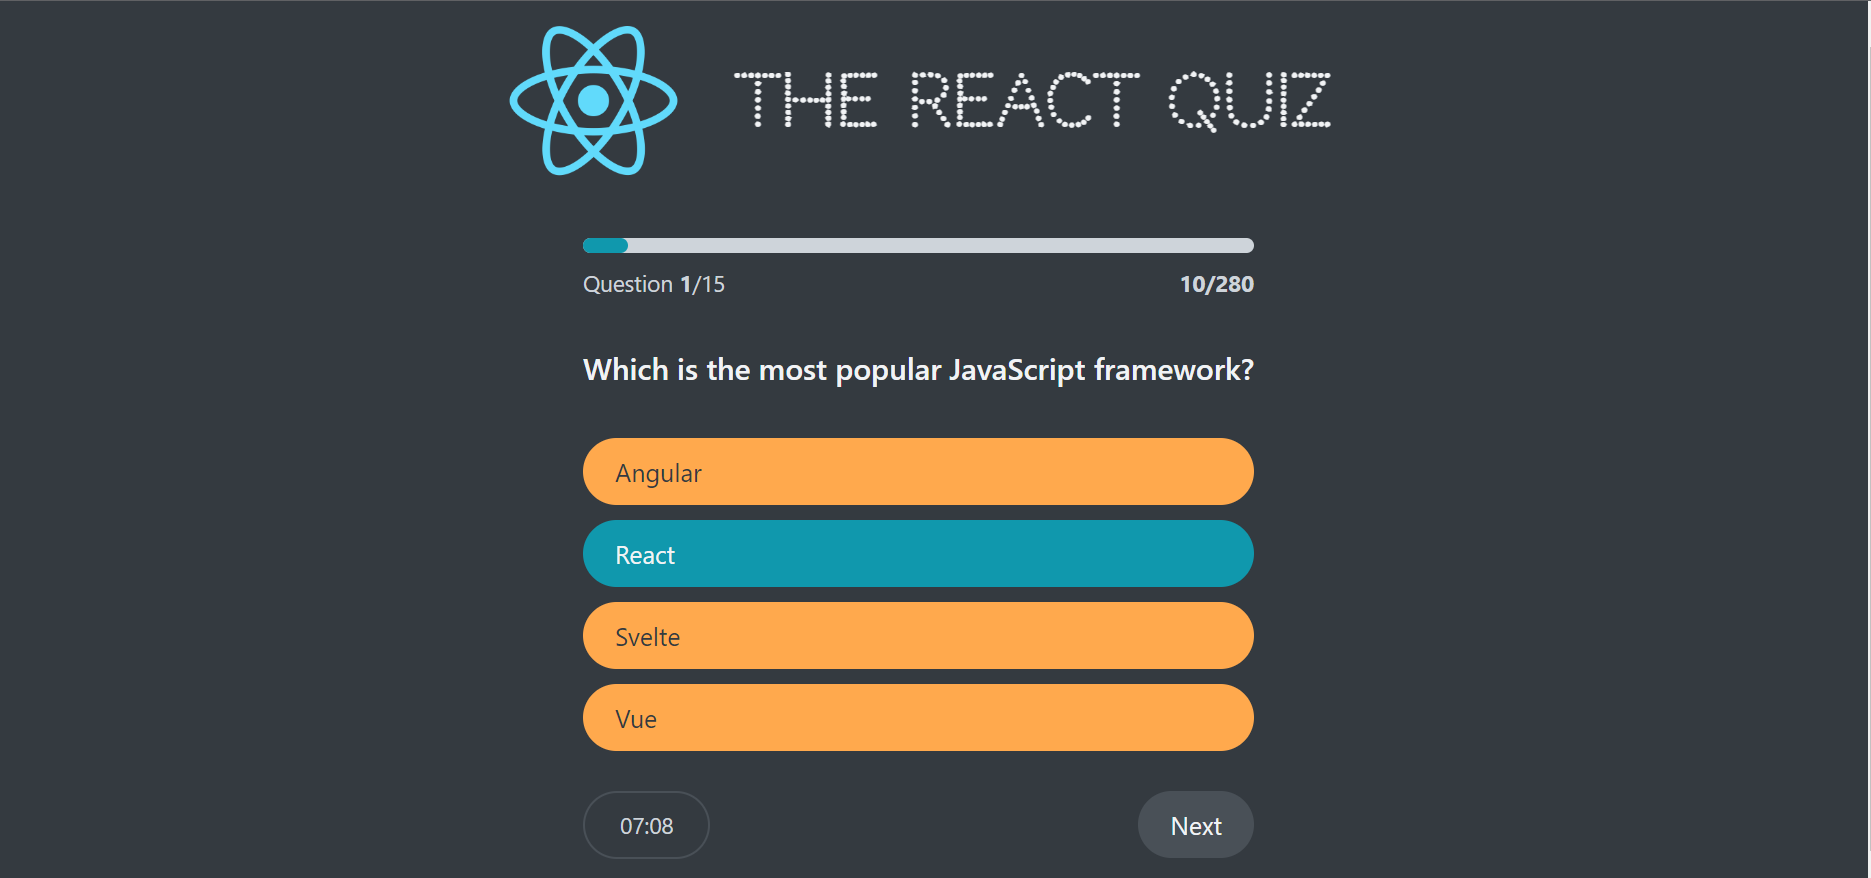 THE REACT QUIZ
Question 1/15
10/280
Which is the most popular JavaScript framework?
Angular
React
Svelte
Vue
07:08
Next